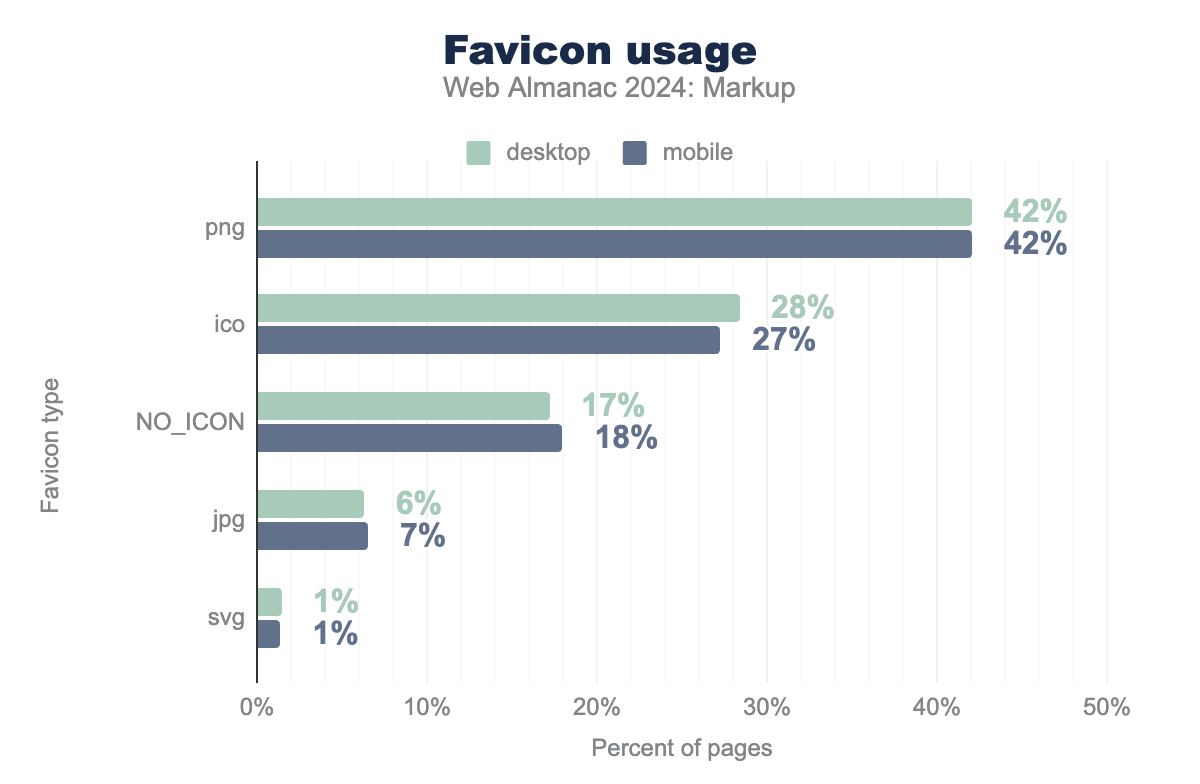 Favicon usage
Web Almanac 2024: Markup
desktop mobile
png 42%
42%
ico 28%
27%
NO_ICON 17%
18%
jpg 6%
7%
svg 1%
1%
Favicon type
0% 10% 20% 30% 40% 50%
Percent of pages